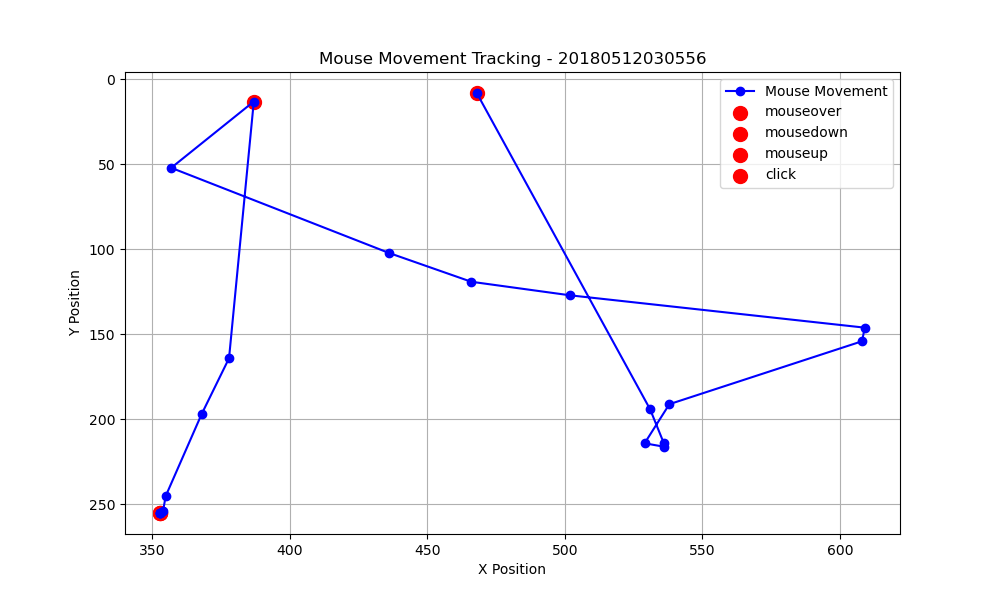 Mouse Movement Tracking - 20180512030556
Mouse Movement
mouseover
mousedown
mouseup
click
Y Position
0
50
100
150
200
250
350
400
450
500
550
600
X Position